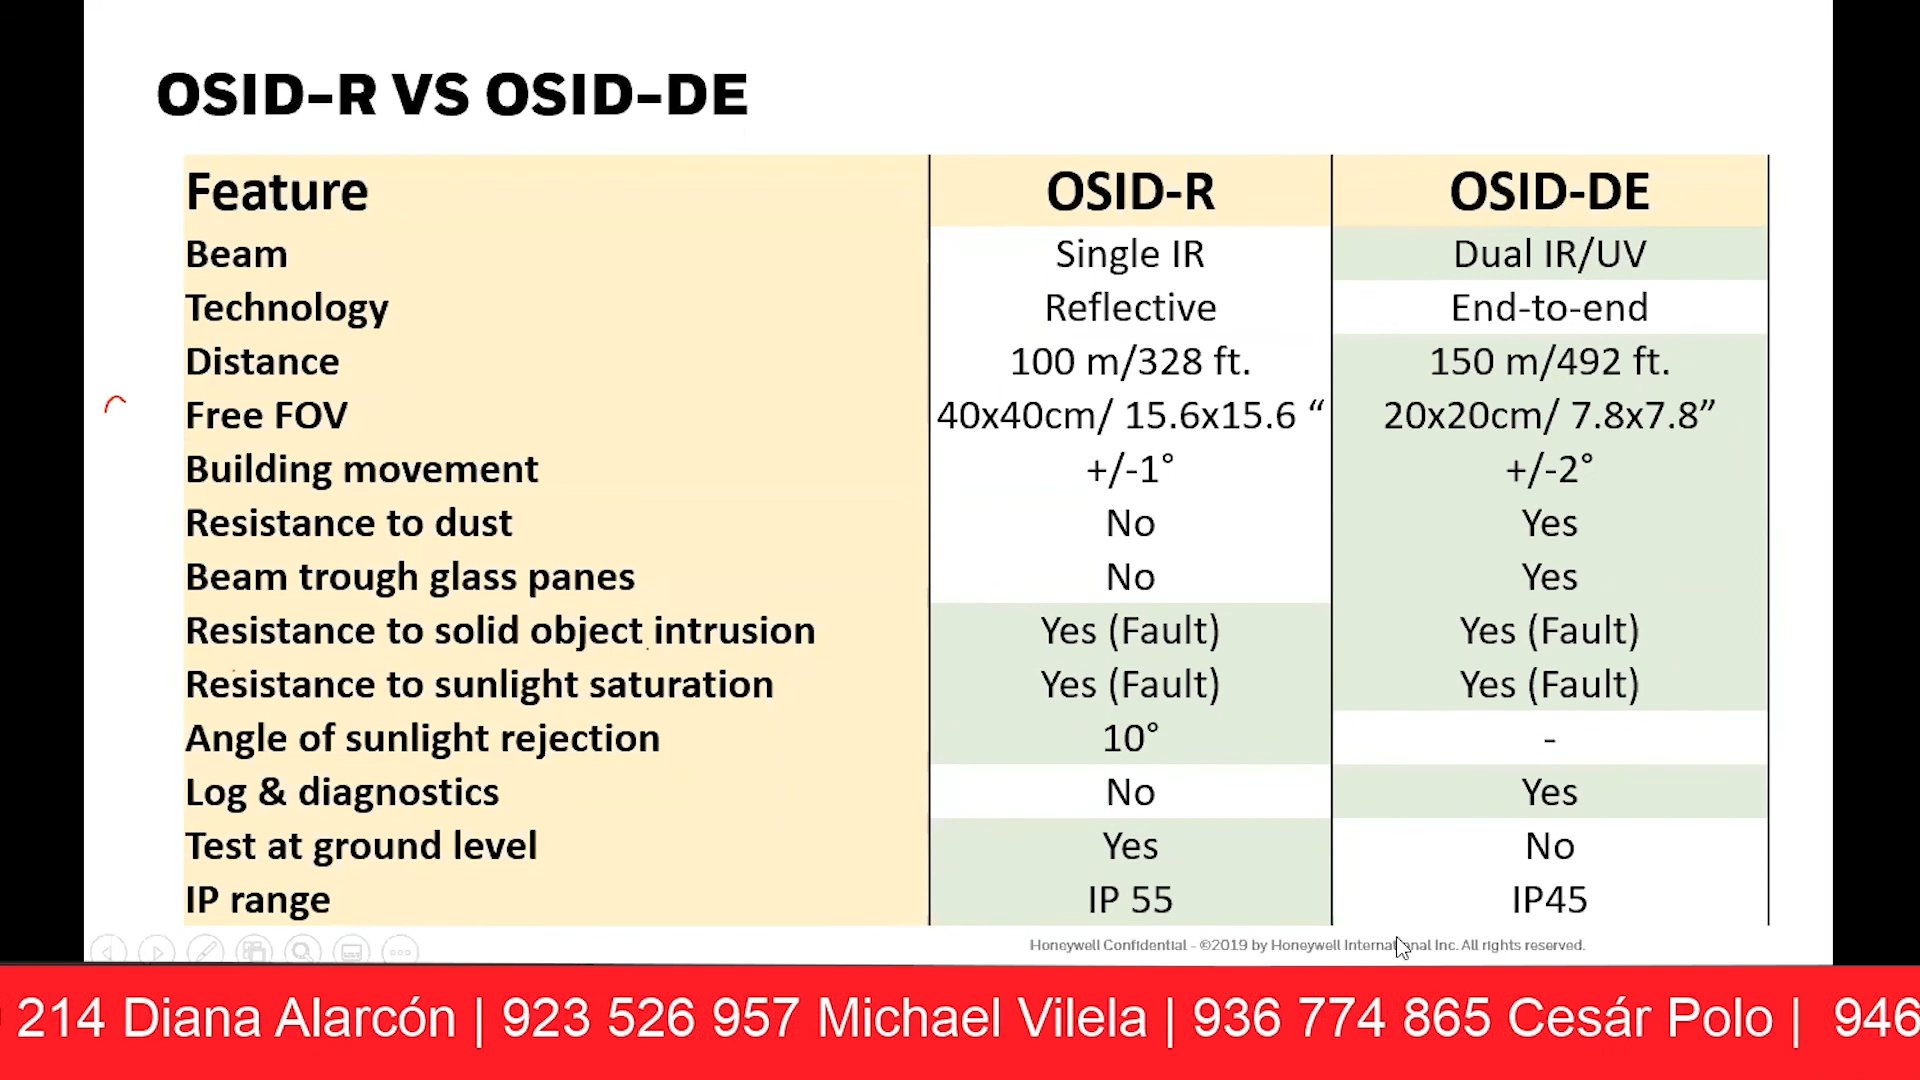 OSID-R VS OSID-DE
Feature OSID-R OSID-DE
Beam Single IR Dual IR/UV
Technology Reflective End-to-end
Distance 100 m/328 ft. 150 m/492 ft.
Free FOV 40x40cm/ 15.6x15.6 “ 20x20cm/ 7.8x7.8”
Building movement +/-1° +/-2°
Resistance to dust No Yes
Beam trough glass panes No Yes
Resistance to solid object intrusion Yes (Fault) Yes (Fault)
Resistance to sunlight saturation Yes (Fault) Yes (Fault)
Angle of sunlight rejection 10° -
Log & diagnostics No Yes
Test at ground level Yes No
IP range IP 55 IP45
Honeywell Confidential - ©2019 by Honeywell International Inc. All rights reserved.
214 Diana Alarcón | 923 526 957 Michael Vilela | 936 774 865 Cesár Polo | 946